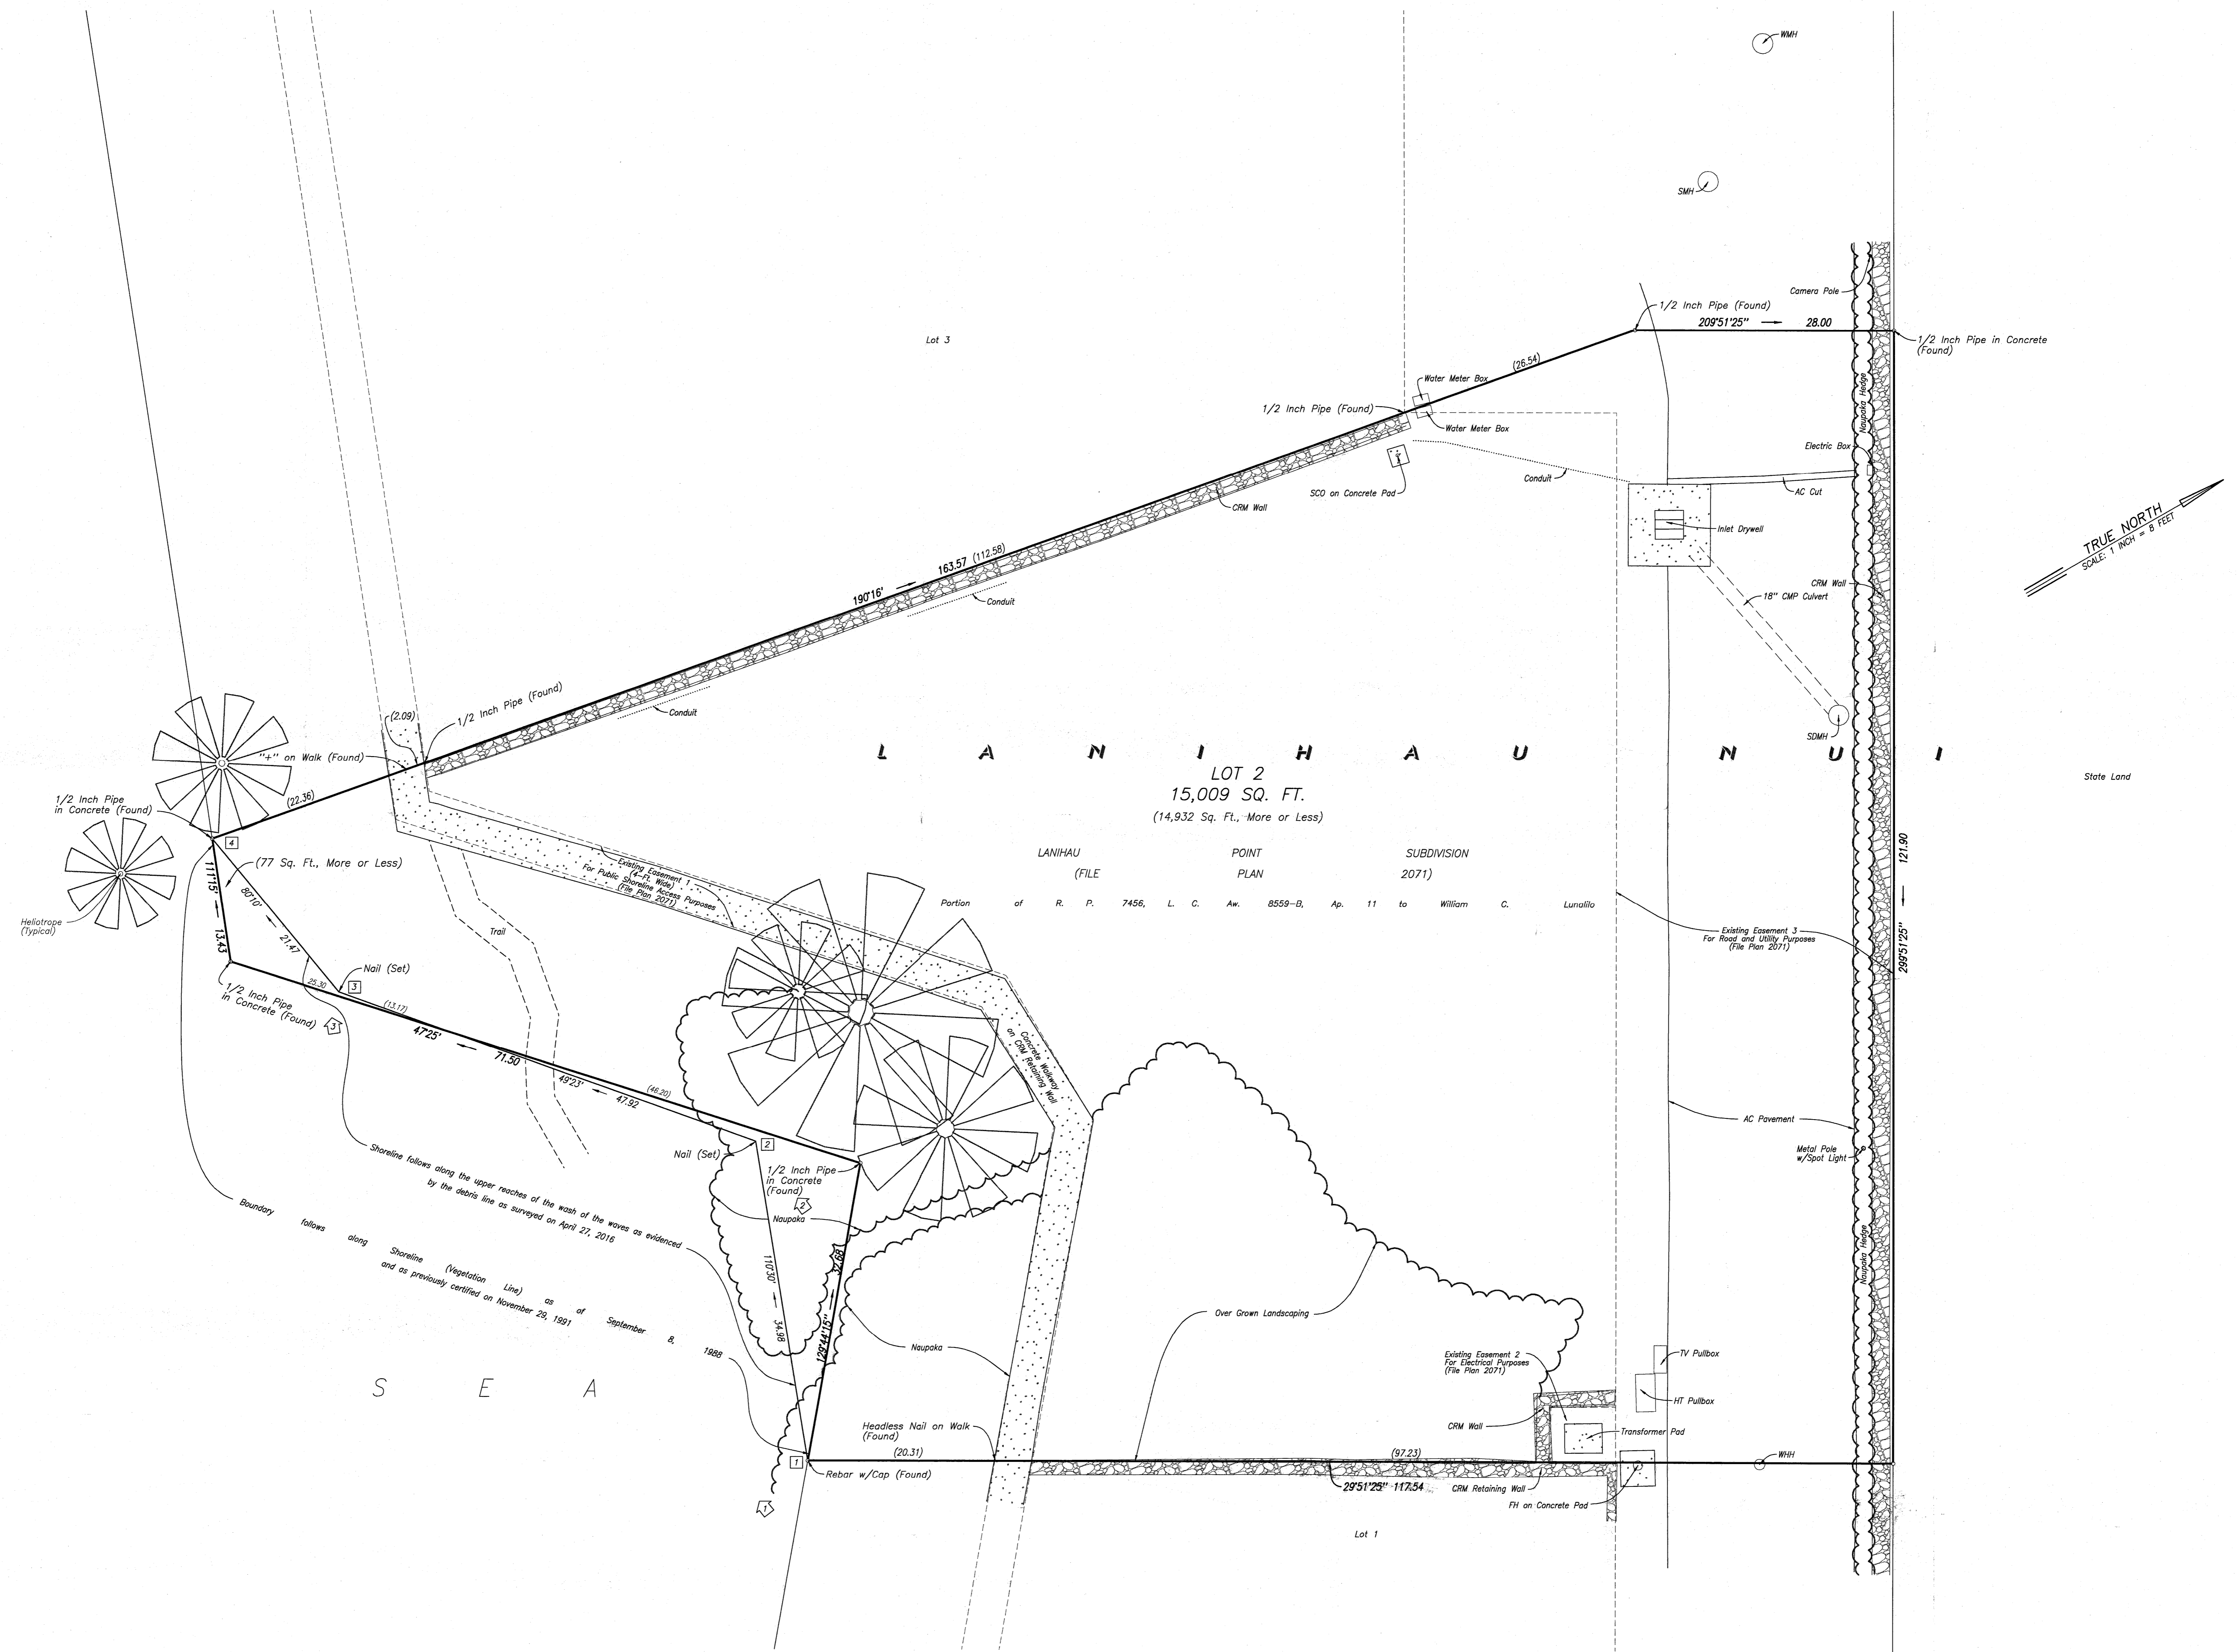 WMH
SMH
Camera Pole
1/2 Inch Pipe (Found)
209°51'25" 28.00
1/2 Inch Pipe in Concrete
(Found)
Lot 3
(26.54)
Water Meter Box
1/2 Inch Pipe (Found)
Water Meter Box
Naupaka Hedge
Electric Box
SCO on Concrete Pad
Conduit
AC Cut
CRM Wall
Inlet Drywell
TRUE NORTH
SCALE: 1 INCH = 8 FEET
190°16' 163.57 (112.58)
CRM Wall
18" CMP Culvert
Conduit
1/2 Inch Pipe (Found)
Conduit
(2.09)
SDMH
"+" on Walk (Found)
L A N I H A U N U I
LOT 2
15,009 SQ. FT.
(14,932 Sq. Ft., More or Less)
State Land
1/2 Inch Pipe
in Concrete (Found)
(22.36)
4
(77 Sq. Ft., More or Less)
LANIHAU POINT SUBDIVISION
(FILE PLAN 2071)
Portion of R. P. 7456, L. C. Aw. 8559-B, Ap. 11 to William C. Lunalilo
Existing Easement 1
(4-Ft. Wide)
For Public Shoreline Access Purposes
(File Plan 2071)
111°15' 13.43
80°10' 21.47
Heliotrope
(Typical)
Trail
Existing Easement 3
For Road and Utility Purposes
(File Plan 2071)
299°51'25" 121.90
Nail (Set)
3
25.30
(13.17)
1/2 Inch Pipe
in Concrete (Found)
3
47°25' 71.50
49°23' 47.92
(46.20)
Concrete Walkway
on CRM Retaining Wall
Nail (Set)
2
1/2 Inch Pipe
in Concrete
(Found)
2
AC Pavement
Metal Pole
w/Spot Light
Naupaka
Shoreline follows along the upper reaches of the wash of the waves as evidenced
by the debris line as surveyed on April 27, 2016
Boundary follows along Shoreline (Vegetation Line) as of September 8, 1988
and as previously certified on November 29, 1991
110°30' 34.98
129°44'15" 32.68
Naupaka Hedge
Over Grown Landscaping
Naupaka
S E A
Existing Easement 2
For Electrical Purposes
(File Plan 2071)
TV Pullbox
HT Pullbox
CRM Wall
Transformer Pad
Headless Nail on Walk
(Found)
(20.31)
(97.23)
WHH
1
Rebar w/Cap (Found)
29°51'25" 117.54
CRM Retaining Wall
FH on Concrete Pad
1
Lot 1
CRM Wall